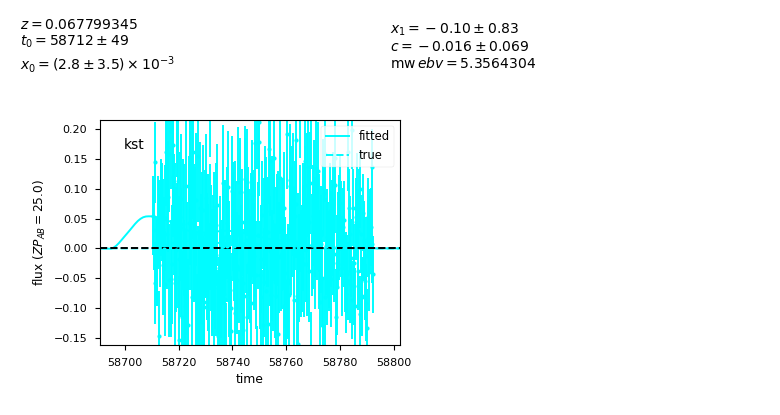 z = 0.067799345
t₀ = 58712 ± 49
x₀ = (2.8 ± 3.5) × 10⁻³
x₁ = −0.10 ± 0.83
c = −0.016 ± 0.069
mw ebv = 5.3564304
kst
fitted
true
0.20
0.15
0.10
0.05
0.00
−0.05
−0.10
−0.15
flux (ZP_AB = 25.0)
58700 58720 58740 58760 58780 58800
time